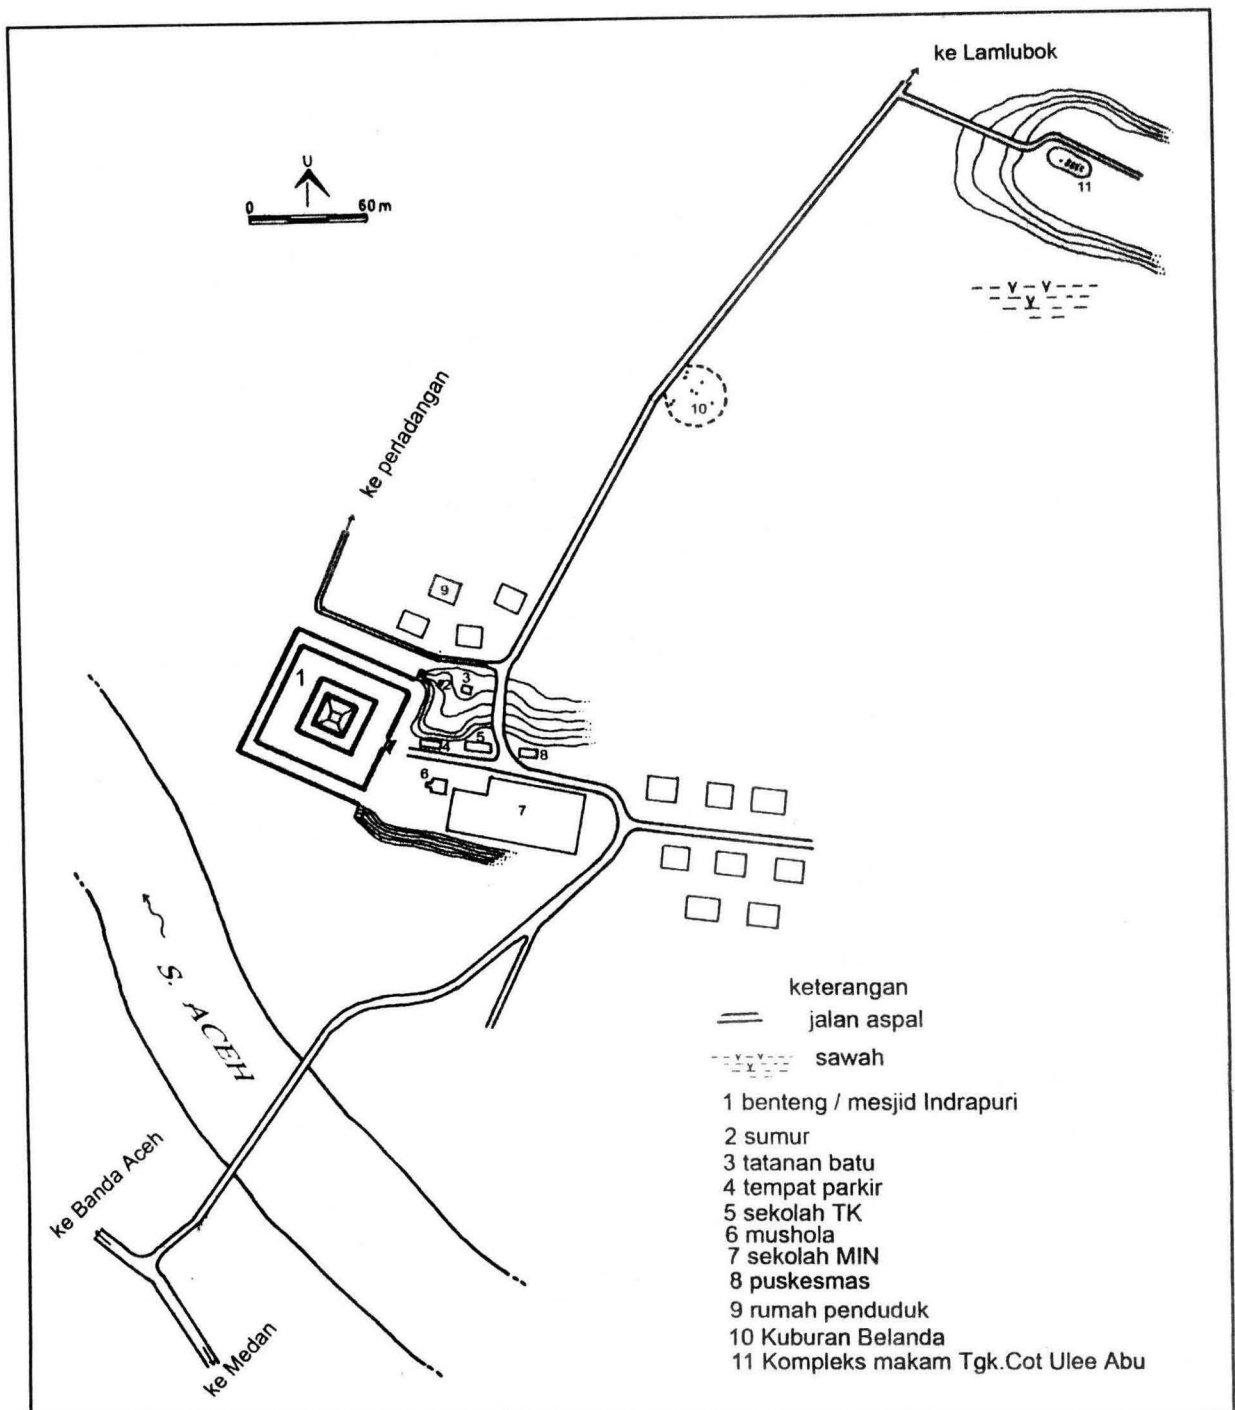 ke Lamlubok
U
0 60 m
11
10
ke perladangan
9
1
2
3
4
5
8
6
7
S. ACEH
ke Banda Aceh
ke Medan
keterangan
jalan aspal
sawah
1 benteng / mesjid Indrapuri
2 sumur
3 tatanan batu
4 tempat parkir
5 sekolah TK
6 mushola
7 sekolah MIN
8 puskesmas
9 rumah penduduk
10 Kuburan Belanda
11 Kompleks makam Tgk.Cot Ulee Abu